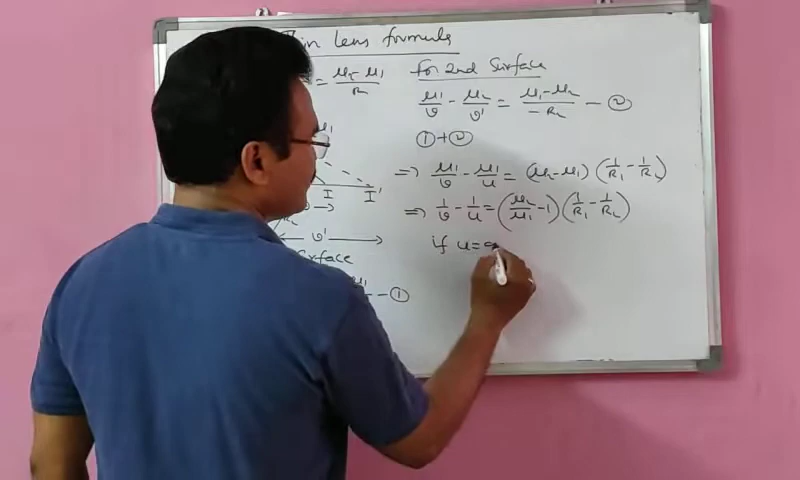 thin lens formula
= μ₂-μ₁/R
For 2nd Surface
μ₁/v - μ₂/v' = μ₁-μ₂/-R₂ - ②
①+②
⇒ μ₁/v - μ₁/u = (μ₂-μ₁) (1/R₁ - 1/R₂)
⇒ 1/v - 1/u = (μ₂/μ₁ - 1) (1/R₁ - 1/R₂)
if u=
μ₁
I I'
v'
Surface
- ①